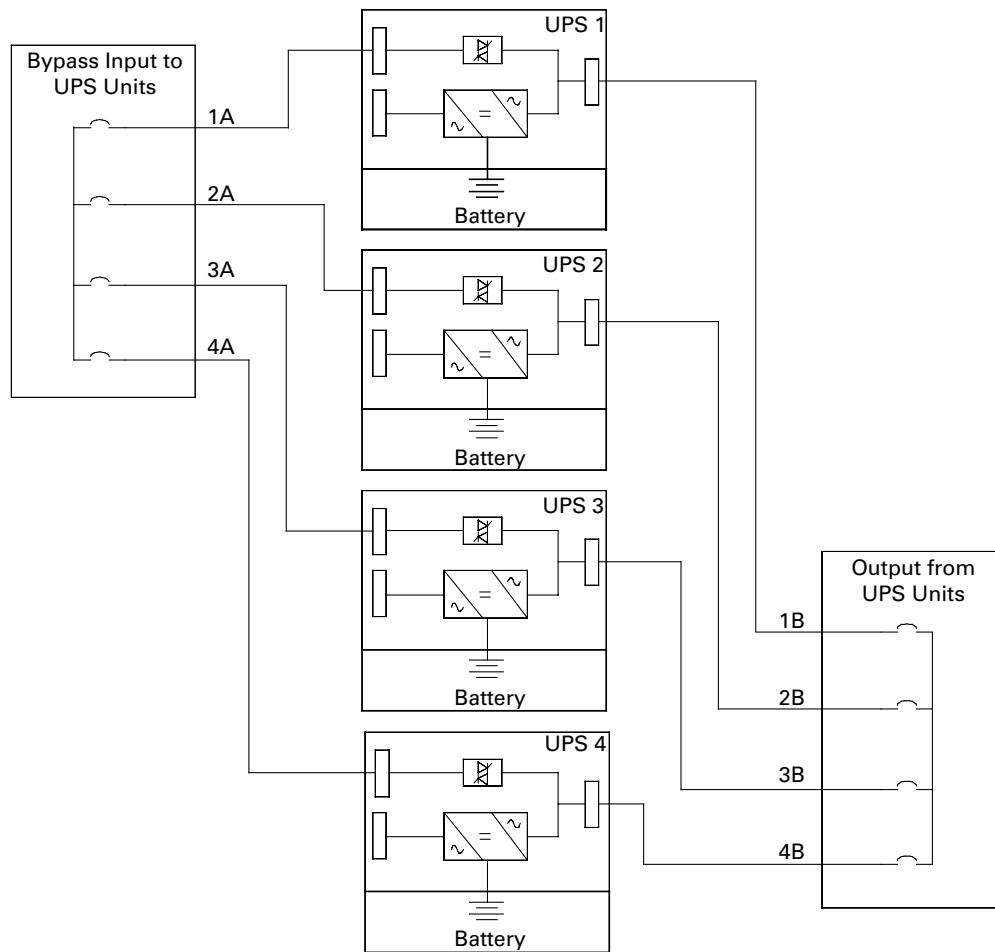 Bypass Input to
UPS Units
1A
2A
3A
4A
UPS 1
=
Battery
UPS 2
=
Battery
UPS 3
=
Battery
UPS 4
=
Battery
Output from
UPS Units
1B
2B
3B
4B